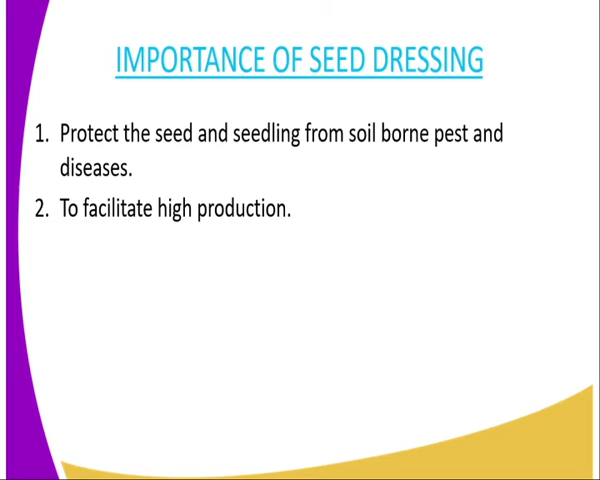 IMPORTANCE OF SEED DRESSING
1. Protect the seed and seedling from soil borne pest and
diseases.
2. To facilitate high production.